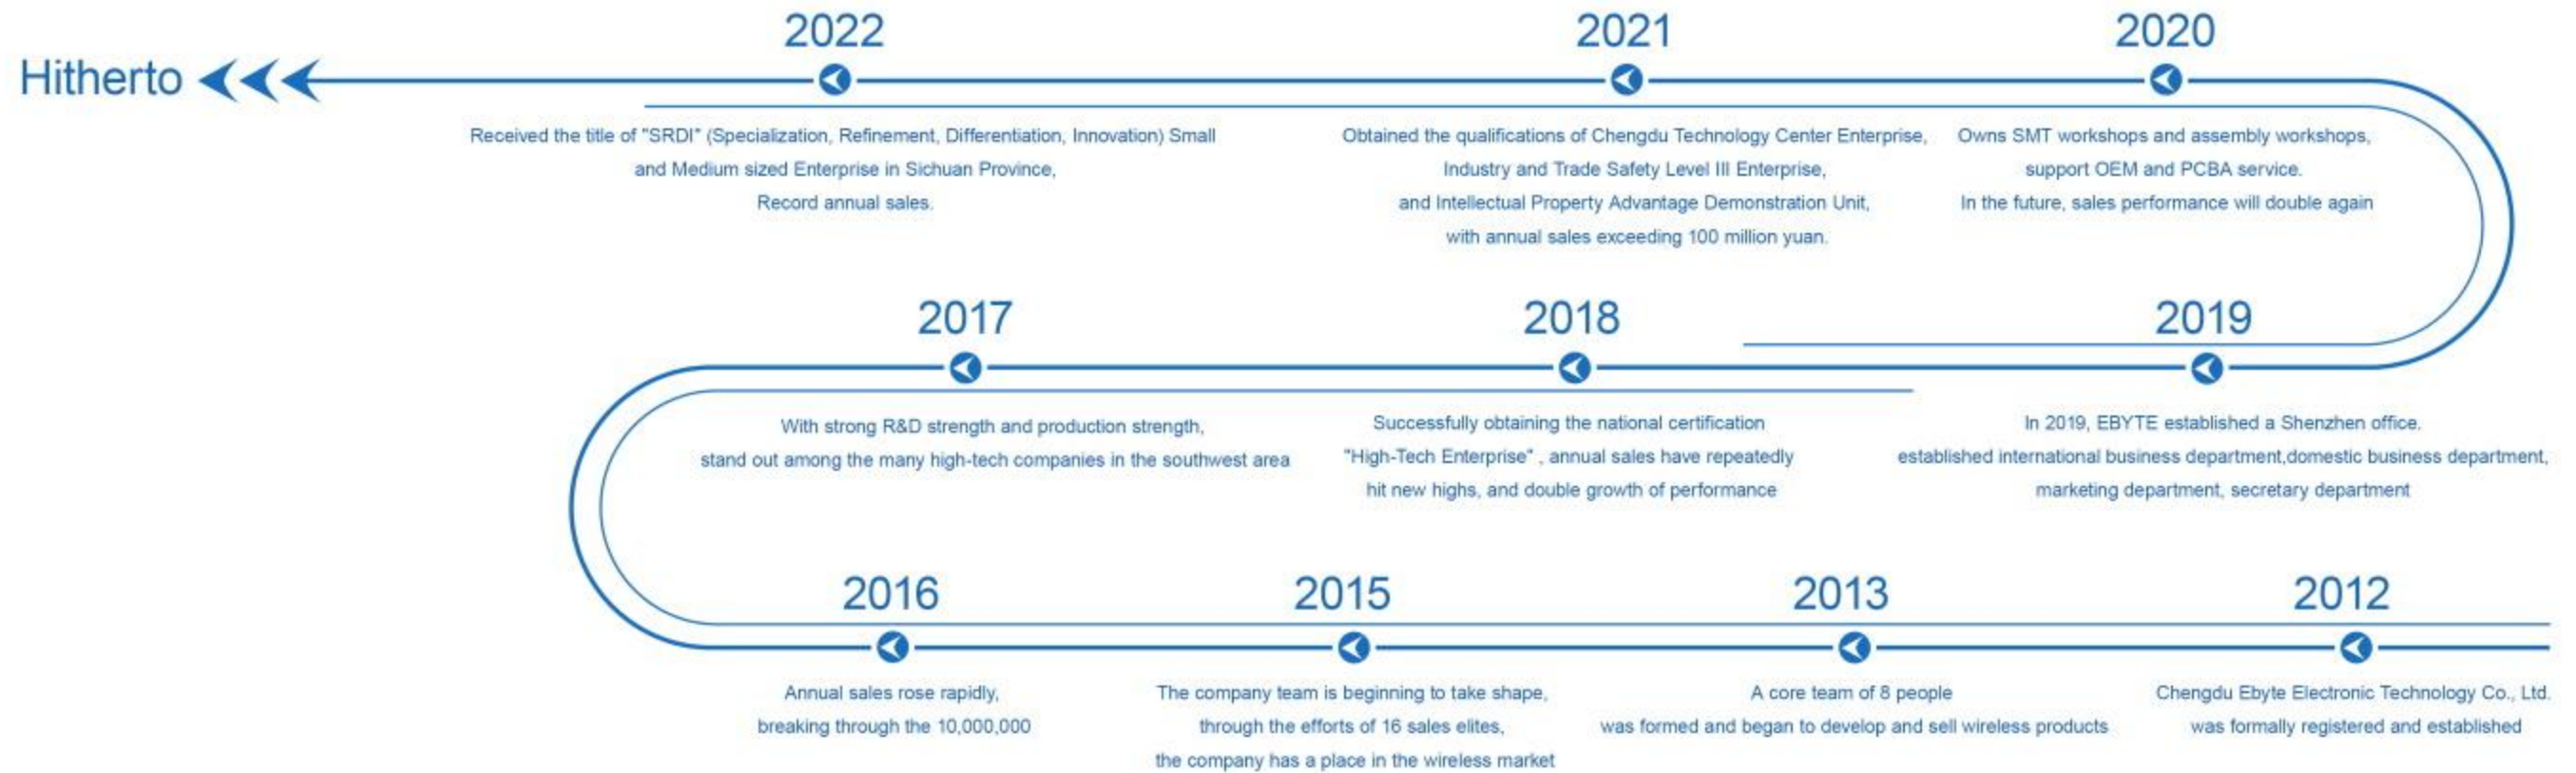 Hitherto
2022
Received the title of "SRDI" (Specialization, Refinement, Differentiation, Innovation) Small
and Medium sized Enterprise in Sichuan Province,
Record annual sales.
2021
Obtained the qualifications of Chengdu Technology Center Enterprise,
Industry and Trade Safety Level III Enterprise,
and Intellectual Property Advantage Demonstration Unit,
with annual sales exceeding 100 million yuan.
2020
Owns SMT workshops and assembly workshops,
support OEM and PCBA service.
In the future, sales performance will double again
2017
With strong R&D strength and production strength,
stand out among the many high-tech companies in the southwest area
2018
Successfully obtaining the national certification
"High-Tech Enterprise" , annual sales have repeatedly
hit new highs, and double growth of performance
2019
In 2019, EBYTE established a Shenzhen office.
established international business department,domestic business department,
marketing department, secretary department
2016
Annual sales rose rapidly,
breaking through the 10,000,000
2015
The company team is beginning to take shape,
through the efforts of 16 sales elites,
the company has a place in the wireless market
2013
A core team of 8 people
was formed and began to develop and sell wireless products
2012
Chengdu Ebyte Electronic Technology Co., Ltd.
was formally registered and established